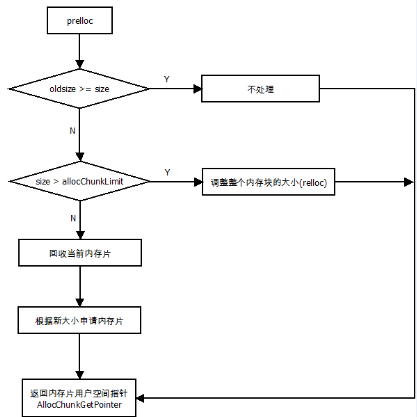 prelloc
oldsize >= size
Y
不处理
N
size > allocChunkLimit
Y
调整整个内存块的大小(relloc)
N
回收当前内存片
根据新大小申请内存片
返回内存片用户空间指针
AllocChunkGetPointer